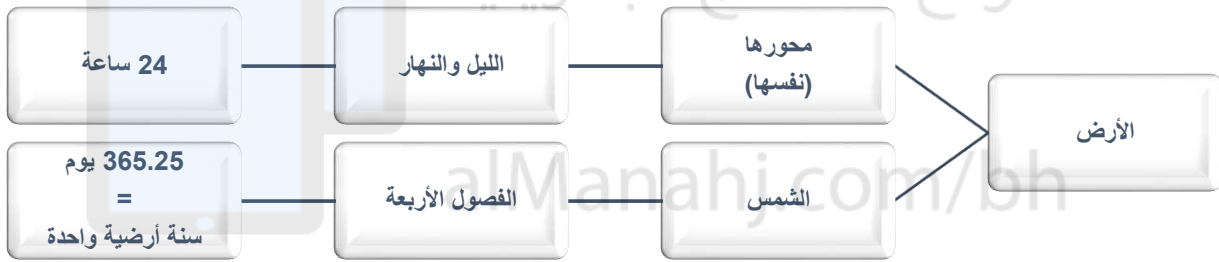 الأرض
محورها
(نفسها)
الليل والنهار
24 ساعة
الشمس
الفصول الأربعة
365.25 يوم
=
سنة أرضية واحدة
alManahj.com/bh